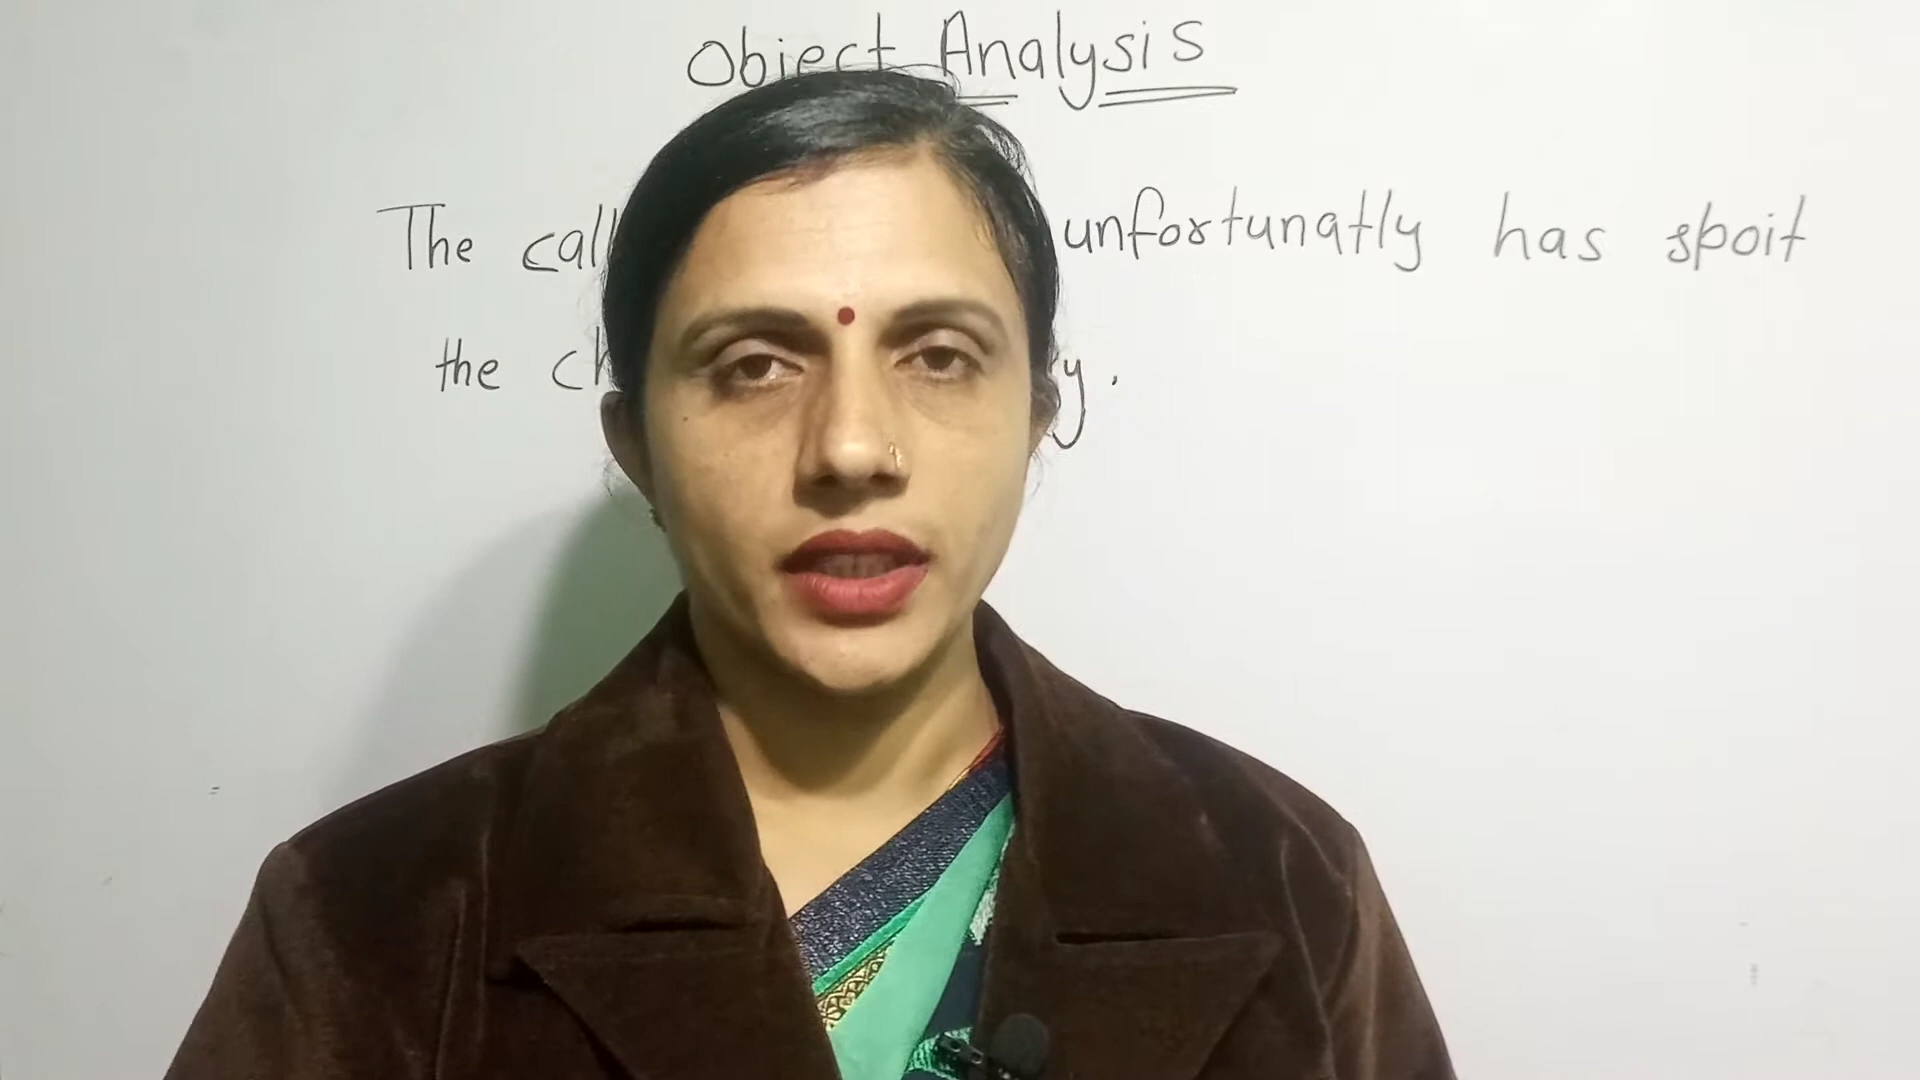 Object Analysis
The call unfortunatly has spoit
the